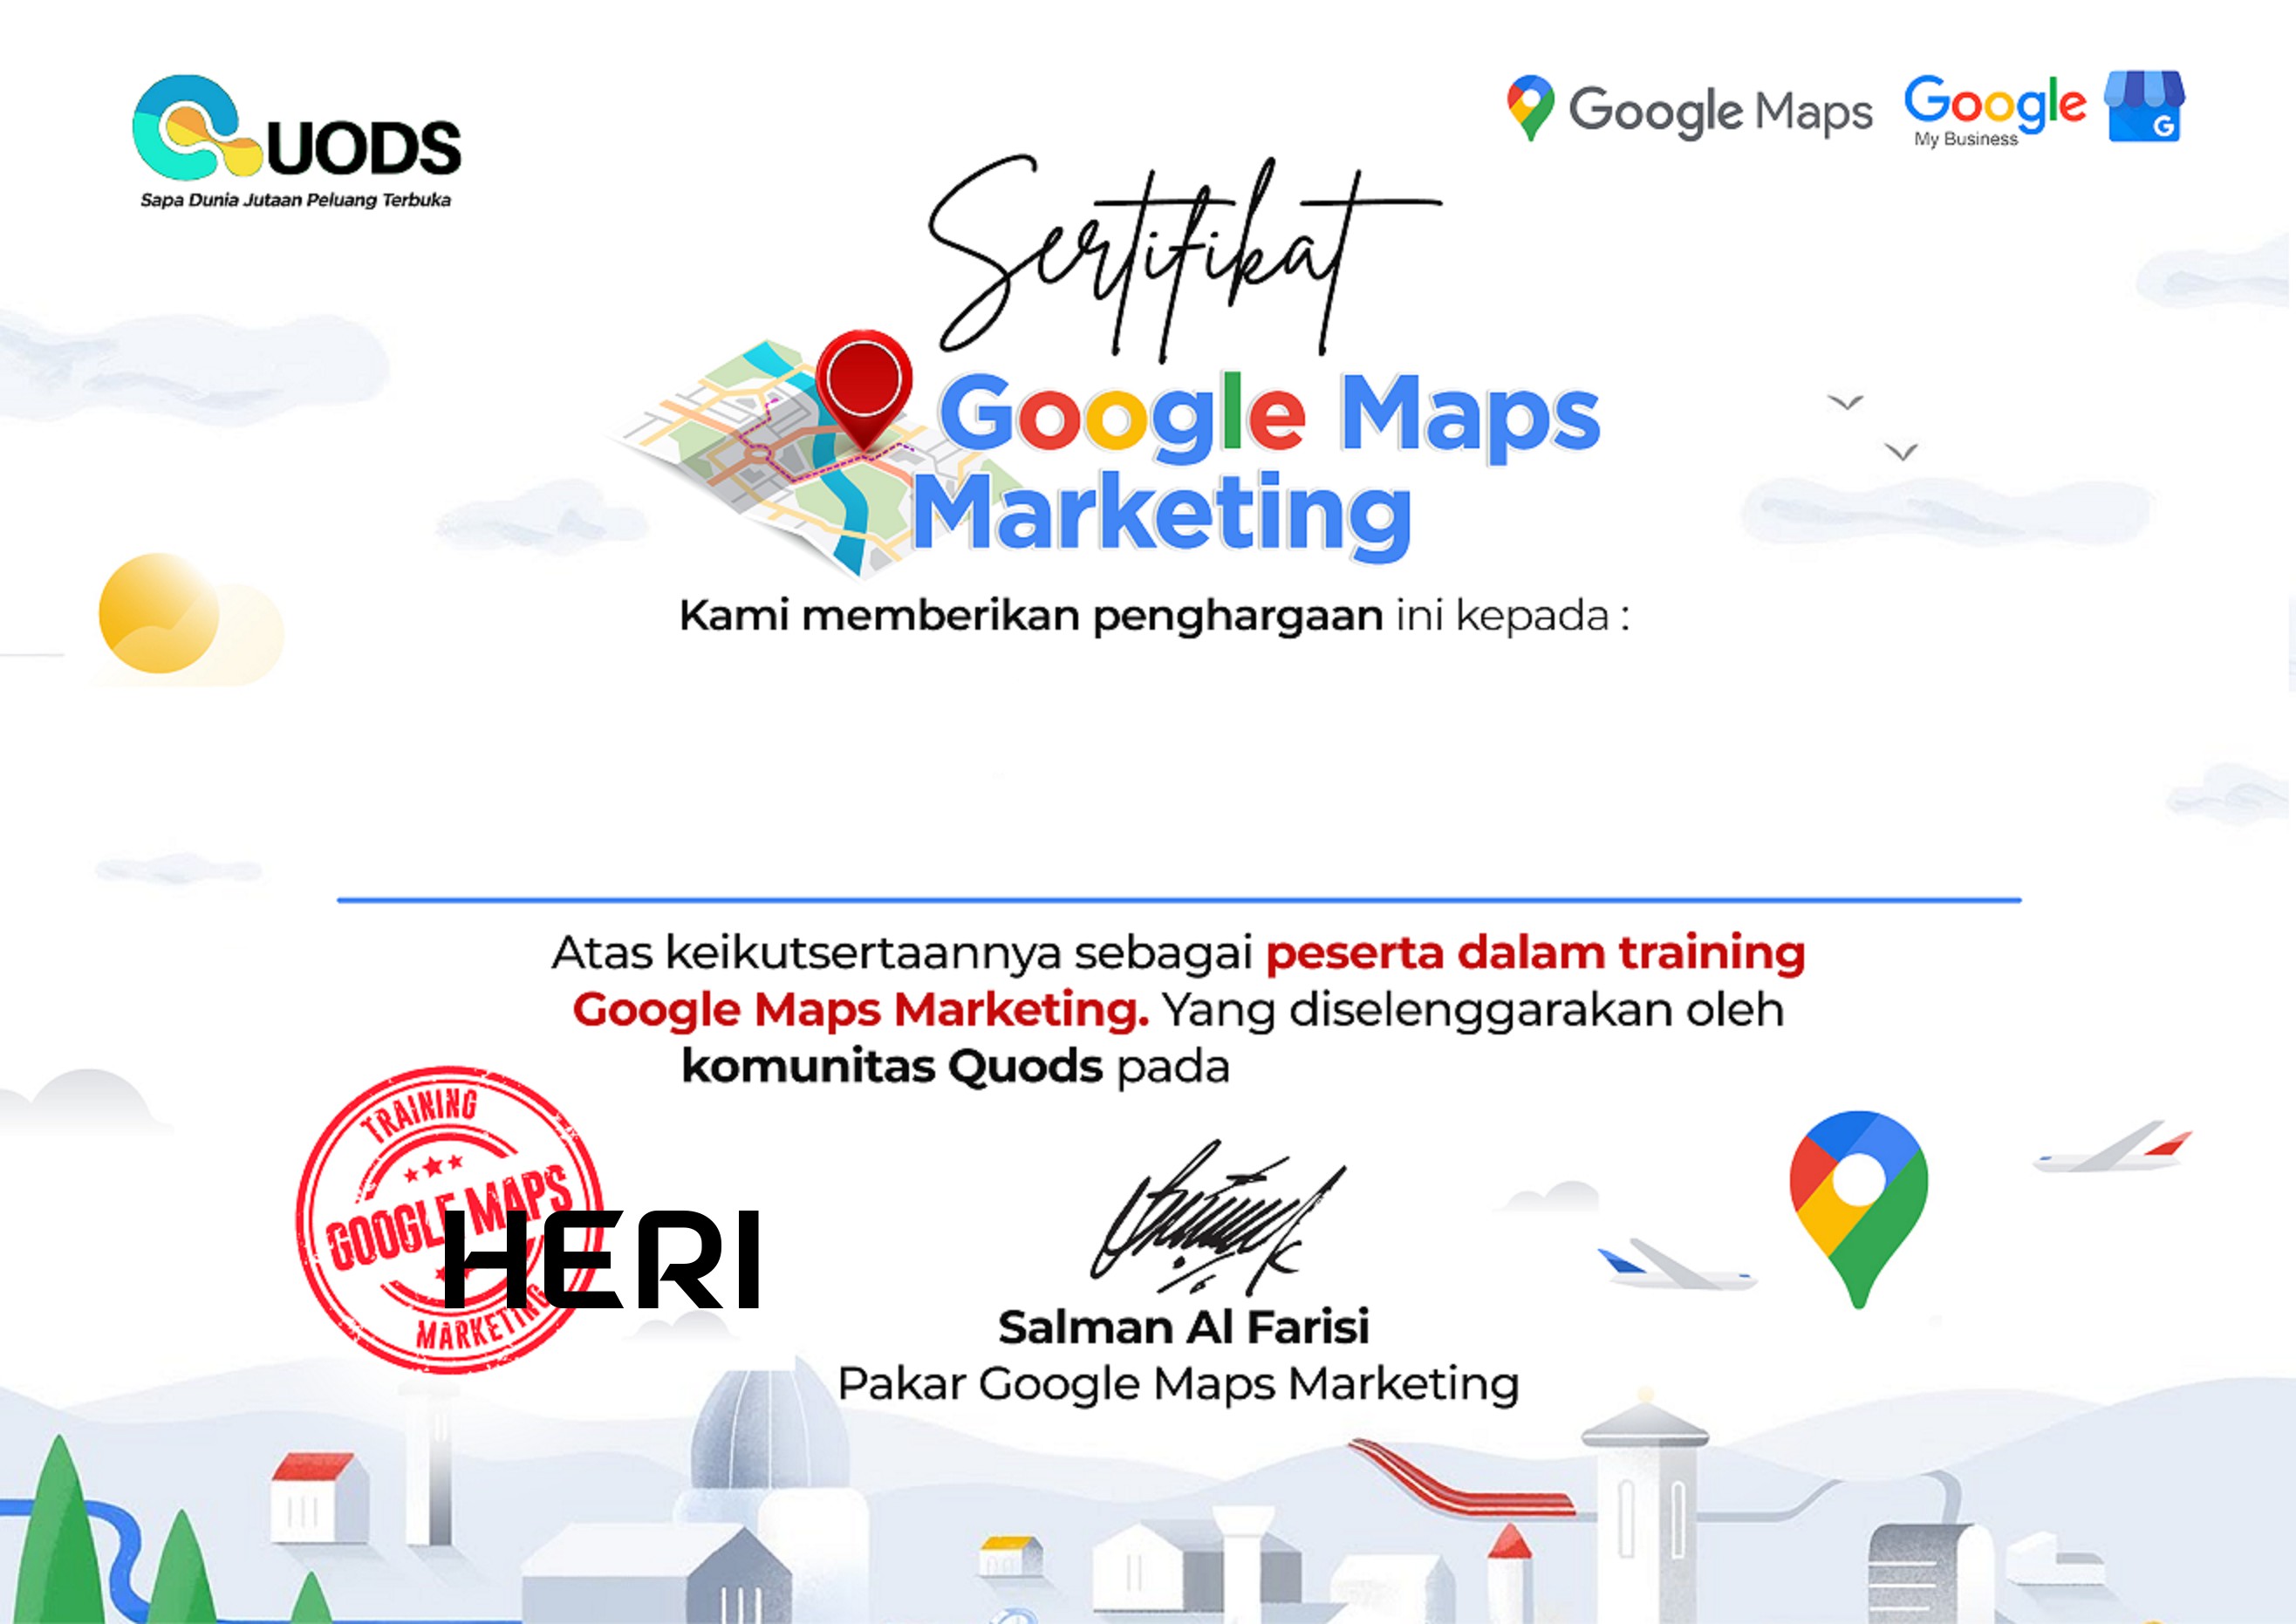 QUODS
Sapa Dunia Jutaan Peluang Terbuka
Google Maps
Google
My Business
G
Sertifikat
Google Maps
Marketing
Kami memberikan penghargaan ini kepada :
Atas keikutsertaannya sebagai peserta dalam training
Google Maps Marketing. Yang diselenggarakan oleh
komunitas Quods pada
TRAINING
GOOGLE MAPS
MARKETING
HERI
Salman Al Farisi
Pakar Google Maps Marketing